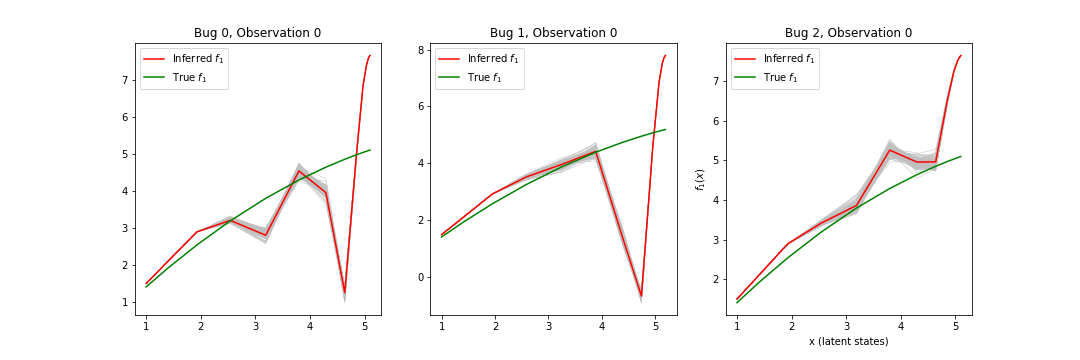 Bug 0, Observation 0
Inferred f₁
True f₁
7
6
5
4
3
2
1
1 2 3 4 5
Bug 1, Observation 0
Inferred f₁
True f₁
8
6
4
2
0
1 2 3 4 5
Bug 2, Observation 0
Inferred f₁
True f₁
f₁(x)
7
6
5
4
3
2
1 2 3 4 5
x (latent states)